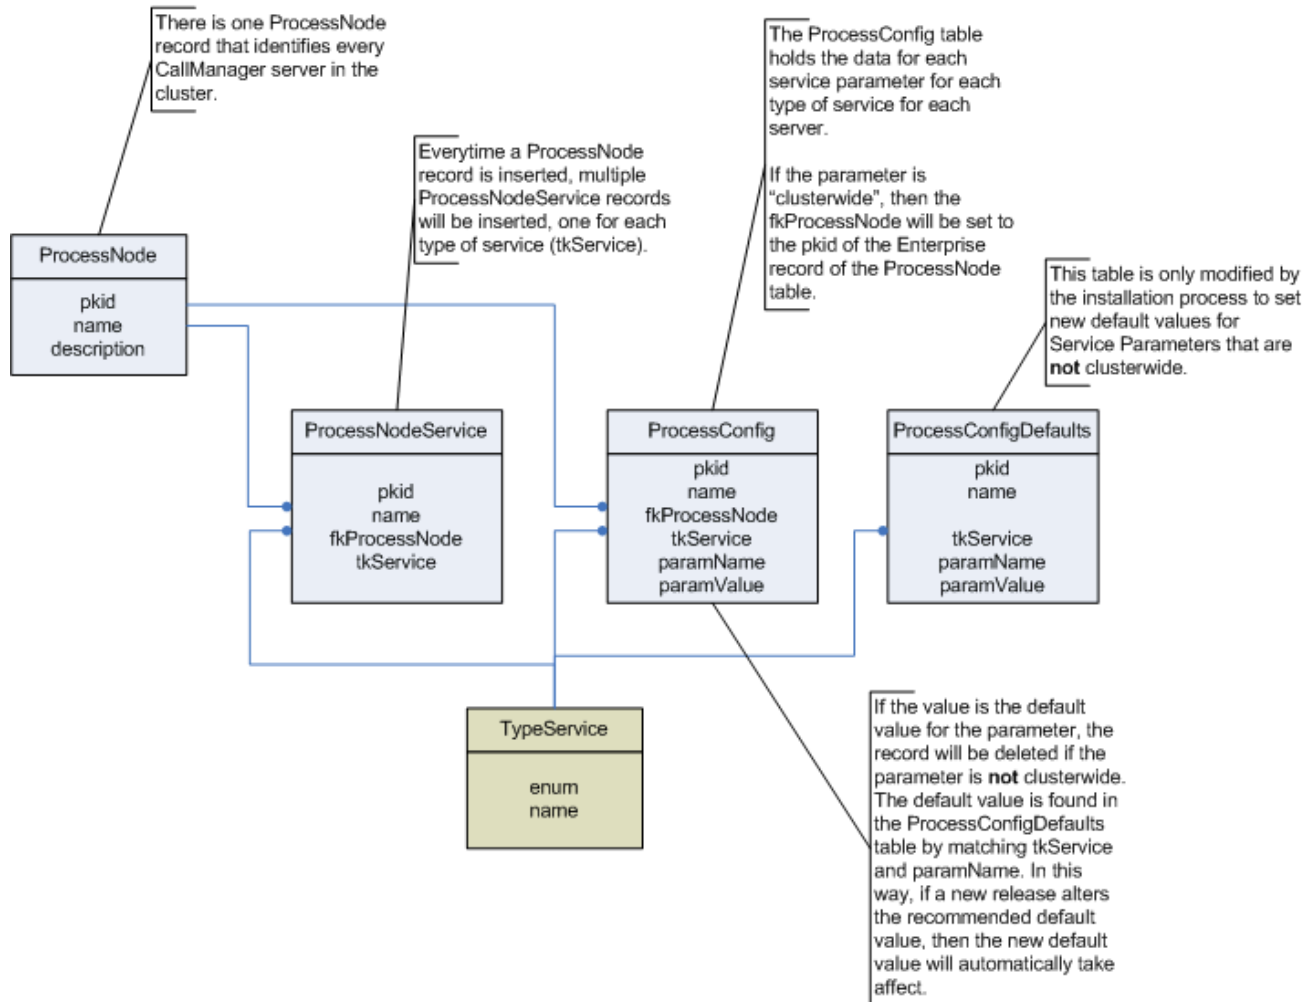 There is one ProcessNode
record that identifies every
CallManager server in the
cluster.
The ProcessConfig table
holds the data for each
service parameter for each
type of service for each
server.
If the parameter is
“clusterwide”, then the
fkProcessNode will be set to
the pkid of the Enterprise
record of the ProcessNode
table.
Everytime a ProcessNode
record is inserted, multiple
ProcessNodeService records
will be inserted, one for each
type of service (tkService).
This table is only modified by
the installation process to set
new default values for
Service Parameters that are
not clusterwide.
ProcessNode
pkid
name
description
ProcessNodeService
pkid
name
fkProcessNode
tkService
ProcessConfig
pkid
name
fkProcessNode
tkService
paramName
paramValue
ProcessConfigDefaults
pkid
name
tkService
paramName
paramValue
TypeService
enum
name
If the value is the default
value for the parameter, the
record will be deleted if the
parameter is not clusterwide.
The default value is found in
the ProcessConfigDefaults
table by matching tkService
and paramName. In this
way, if a new release alters
the recommended default
value, then the new default
value will automatically take
affect.